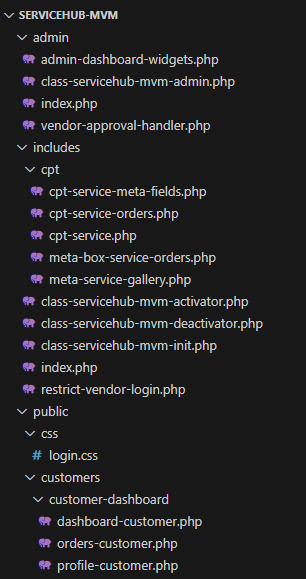 SERVICEHUB-MVM
admin
admin-dashboard-widgets.php
class-servicehub-mvm-admin.php
index.php
vendor-approval-handler.php
includes
cpt
cpt-service-meta-fields.php
cpt-service-orders.php
cpt-service.php
meta-box-service-orders.php
meta-service-gallery.php
class-servicehub-mvm-activator.php
class-servicehub-mvm-deactivator.php
class-servicehub-mvm-init.php
index.php
restrict-vendor-login.php
public
css
# login.css
customers
customer-dashboard
dashboard-customer.php
orders-customer.php
profile-customer.php